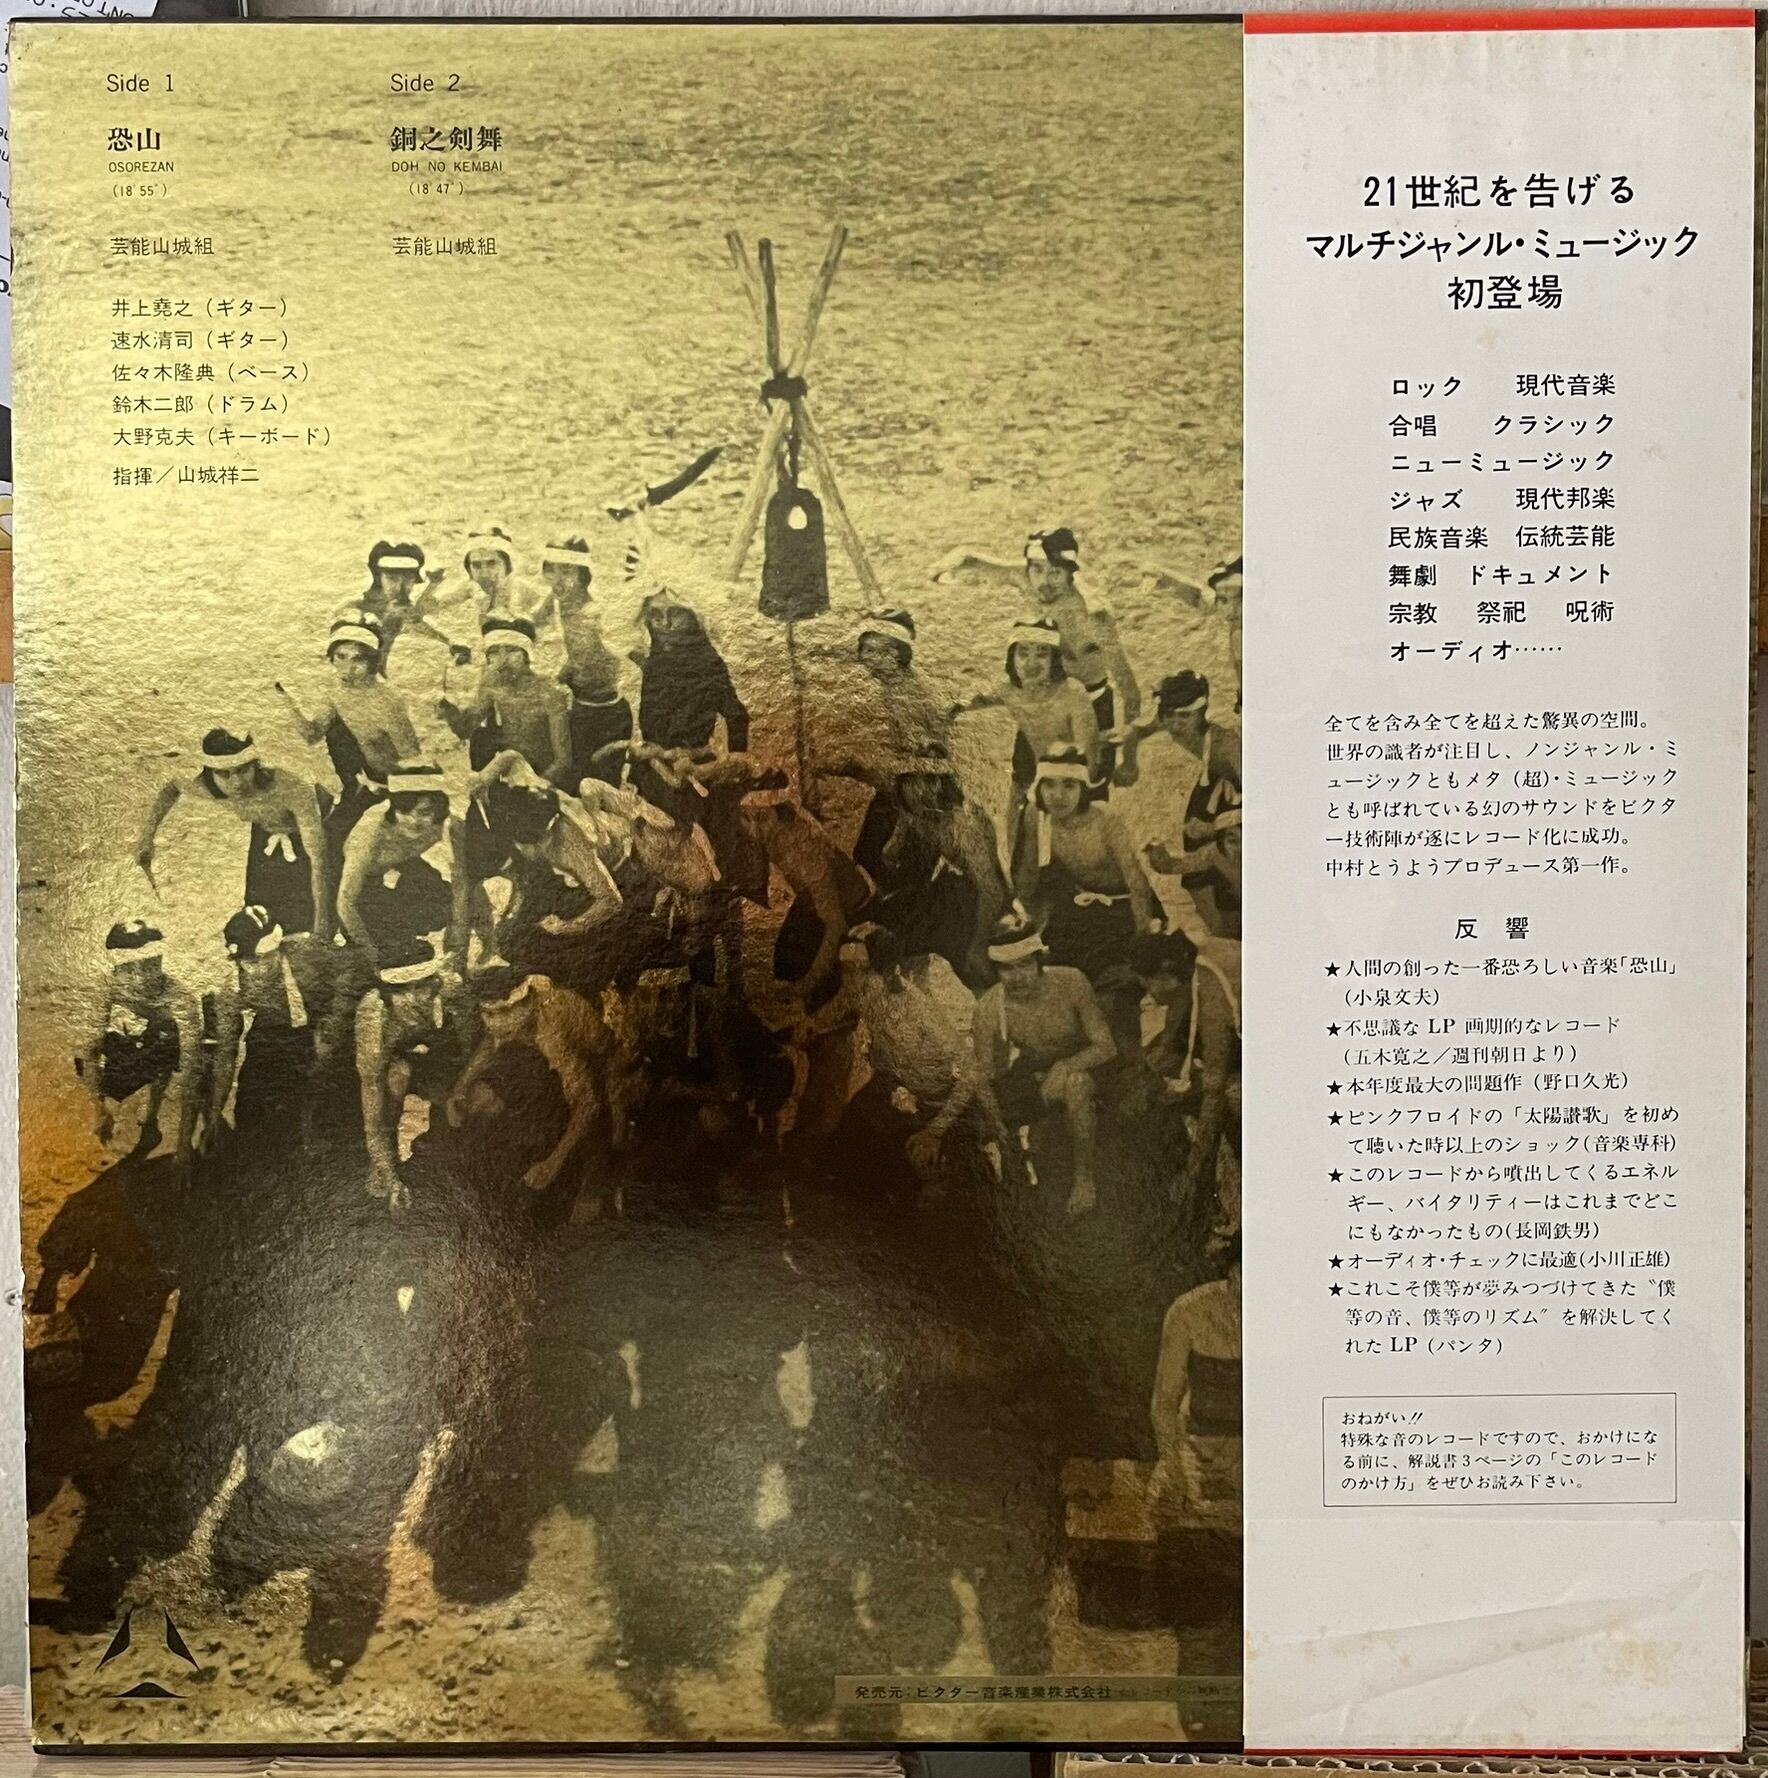 Side 1
恐山
OSOREZAN
(18′55″)
芸能山城組
井上堯之（ギター）
速水清司（ギター）
佐々木隆典（ベース）
鈴木二郎（ドラム）
大野克夫（キーボード）
指揮／山城祥二
Side 2
銅之剣舞
DOH NO KEMBAI
(18′47″)
芸能山城組
発売元：ビクター音楽産業株式会社
21世紀を告げる
マルチジャンル・ミュージック
初登場
ロック 現代音楽
合唱 クラシック
ニューミュージック
ジャズ 現代邦楽
民族音楽 伝統芸能
舞劇 ドキュメント
宗教 祭祀 呪術
オーディオ……
全てを含み全てを超えた驚異の空間。
世界の識者が注目し、ノンジャンル・ミ
ュージックともメタ（超）・ミュージック
とも呼ばれている幻のサウンドをビクタ
ー技術陣が遂にレコード化に成功。
中村とうようプロデュース第一作。
反響
★人間の創った一番恐ろしい音楽「恐山」
（小泉文夫）
★不思議な LP 画期的なレコード
（五木寛之／週刊朝日より）
★本年度最大の問題作（野口久光）
★ピンクフロイドの「太陽讃歌」を初め
て聴いた時以上のショック（音楽専科）
★このレコードから噴出してくるエネル
ギー、バイタリティーはこれまでどこ
にもなかったもの（長岡鉄男）
★オーディオ・チェックに最適（小川正雄）
★これこそ僕等が夢みつづけてきた〝僕
等の音、僕等のリズム〟を解決してく
れた LP（パンタ）
おねがい!!
特殊な音のレコードですので、おかけにな
る前に、解説書3ページの「このレコード
のかけ方」をぜひお読み下さい。